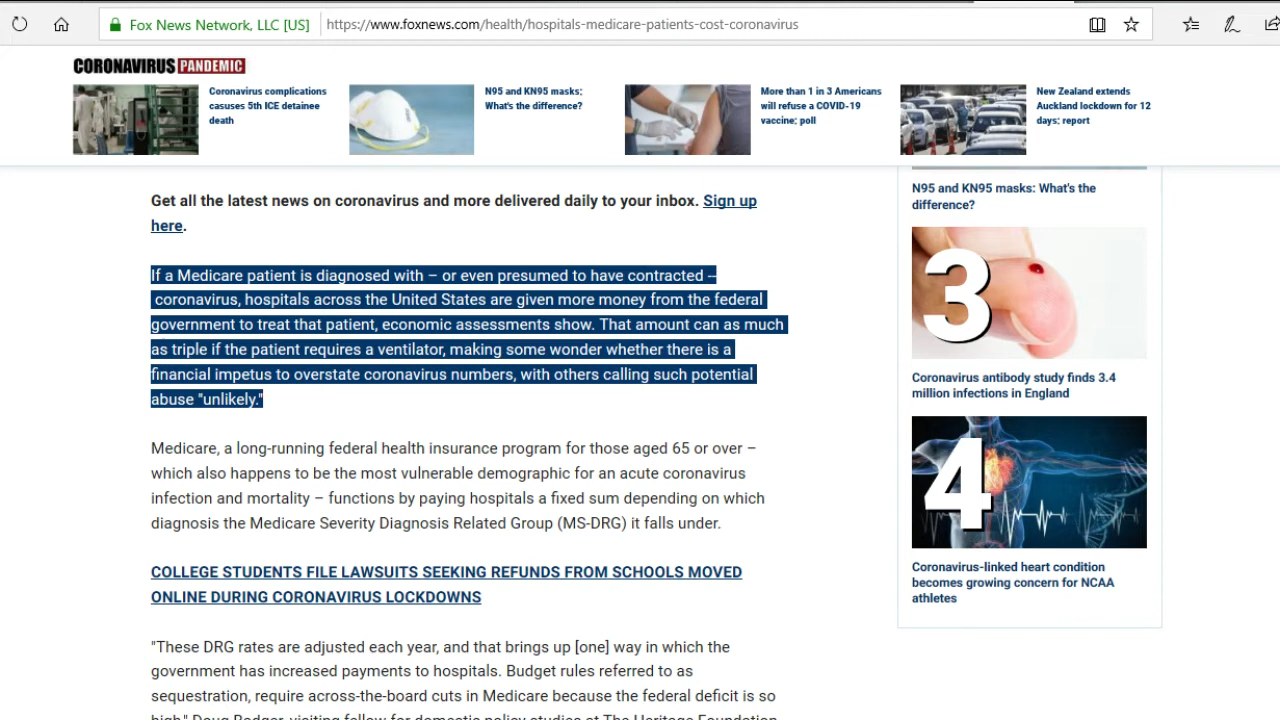 Fox News Network, LLC [US]
https://www.foxnews.com/health/hospitals-medicare-patients-cost-coronavirus
CORONAVIRUS PANDEMIC
Coronavirus complications
casuses 5th ICE detainee
death
N95 and KN95 masks:
What's the difference?
More than 1 in 3 Americans
will refuse a COVID-19
vaccine: poll
New Zealand extends
Auckland lockdown for 12
days: report
Get all the latest news on coronavirus and more delivered daily to your inbox. Sign up
here.
If a Medicare patient is diagnosed with – or even presumed to have contracted --
coronavirus, hospitals across the United States are given more money from the federal
government to treat that patient, economic assessments show. That amount can as much
as triple if the patient requires a ventilator, making some wonder whether there is a
financial impetus to overstate coronavirus numbers, with others calling such potential
abuse "unlikely."
Medicare, a long-running federal health insurance program for those aged 65 or over –
which also happens to be the most vulnerable demographic for an acute coronavirus
infection and mortality – functions by paying hospitals a fixed sum depending on which
diagnosis the Medicare Severity Diagnosis Related Group (MS-DRG) it falls under.
COLLEGE STUDENTS FILE LAWSUITS SEEKING REFUNDS FROM SCHOOLS MOVED
ONLINE DURING CORONAVIRUS LOCKDOWNS
"These DRG rates are adjusted each year, and that brings up [one] way in which the
government has increased payments to hospitals. Budget rules referred to as
sequestration, require across-the-board cuts in Medicare because the federal deficit is so
high," Doug Badger, visiting fellow for domestic policy studies at The Heritage Foundation
N95 and KN95 masks: What's the
difference?
3
Coronavirus antibody study finds 3.4
million infections in England
4
Coronavirus-linked heart condition
becomes growing concern for NCAA
athletes